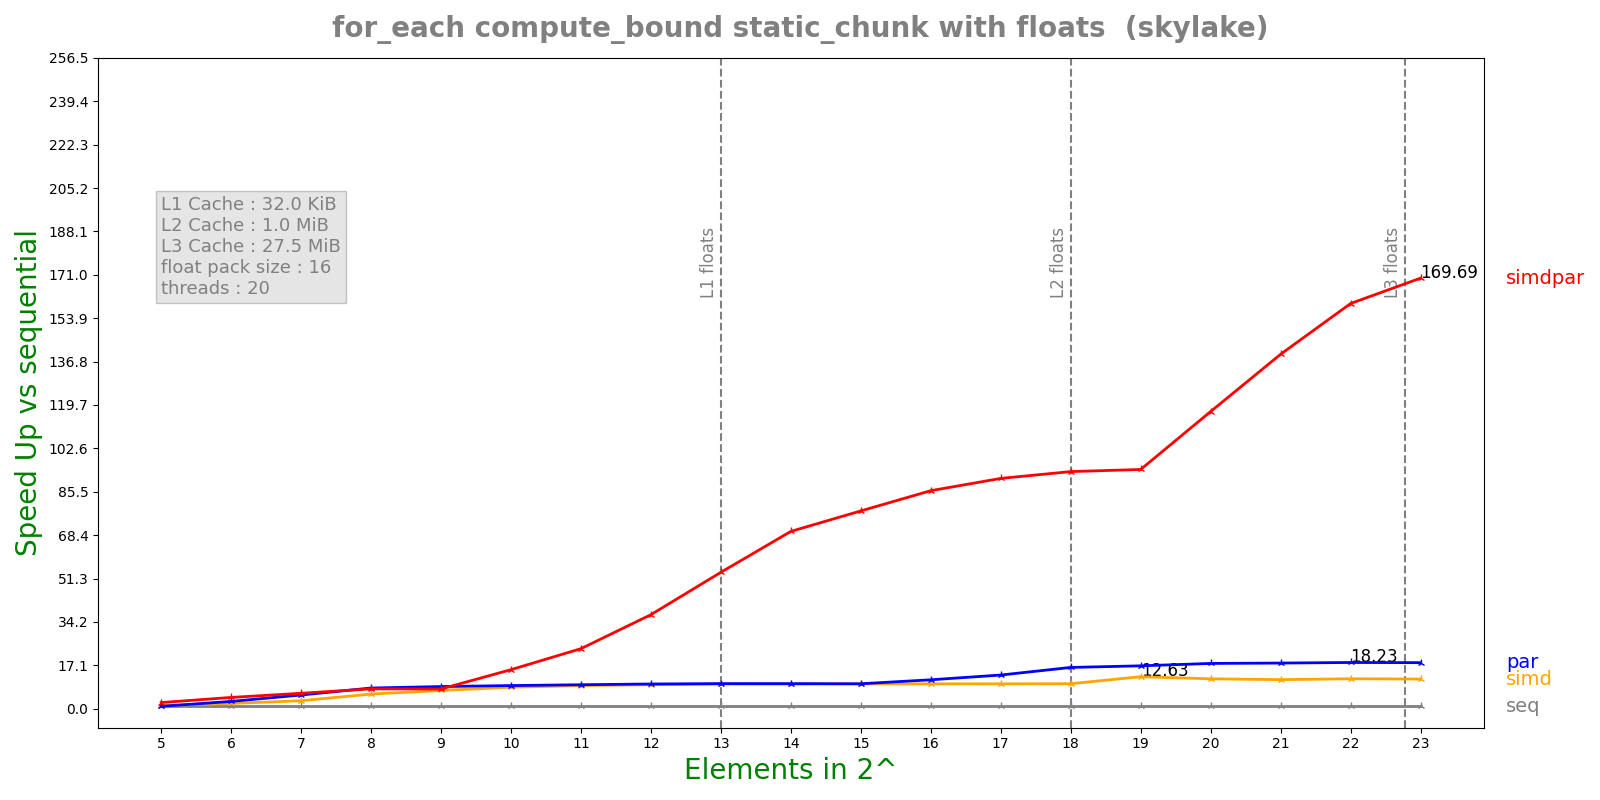 for_each compute_bound static_chunk with floats  (skylake)
Speed Up vs sequential
256.5
239.4
222.3
205.2
188.1
171.0
153.9
136.8
119.7
102.6
85.5
68.4
51.3
34.2
17.1
0.0
L1 Cache : 32.0 KiB
L2 Cache : 1.0 MiB
L3 Cache : 27.5 MiB
float pack size : 16
threads : 20
L1 floats
L2 floats
L3 floats
169.69
18.23
12.63
simdpar
par
simd
seq
5 6 7 8 9 10 11 12 13 14 15 16 17 18 19 20 21 22 23
Elements in 2^